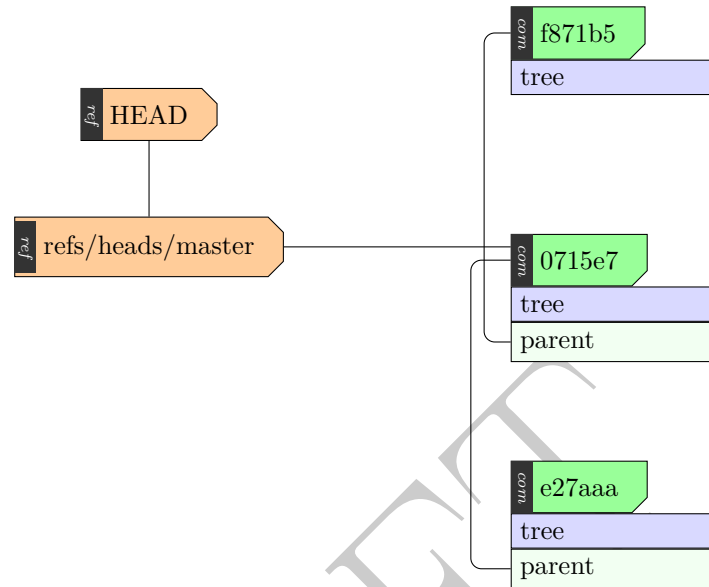 com f871b5
tree
ref HEAD
ref refs/heads/master
com 0715e7
tree
parent
com e27aaa
tree
parent